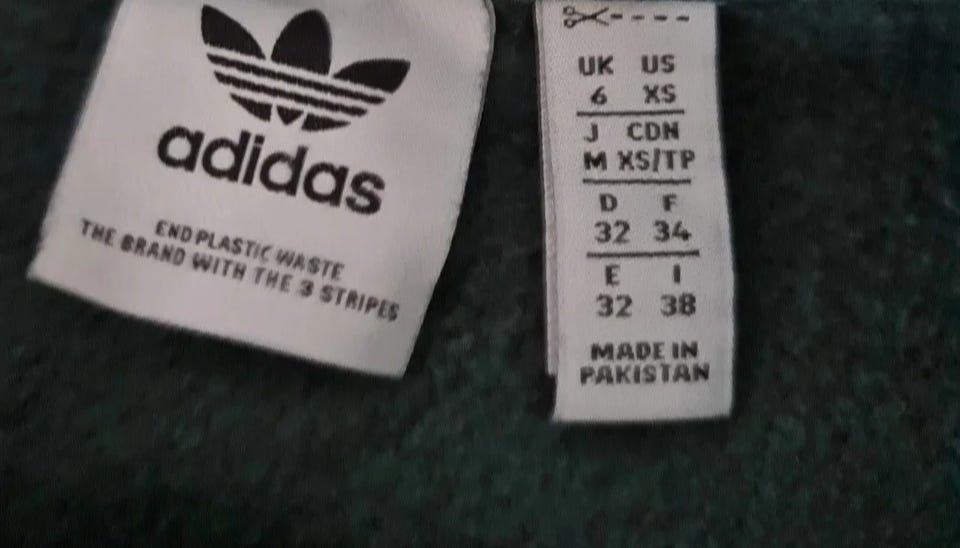 adidas
END PLASTIC WASTE
THE BRAND WITH THE 3 STRIPES
UK US
6 XS
J CDN
M XS/TP
D F
32 34
E I
32 38
MADE IN
PAKISTAN